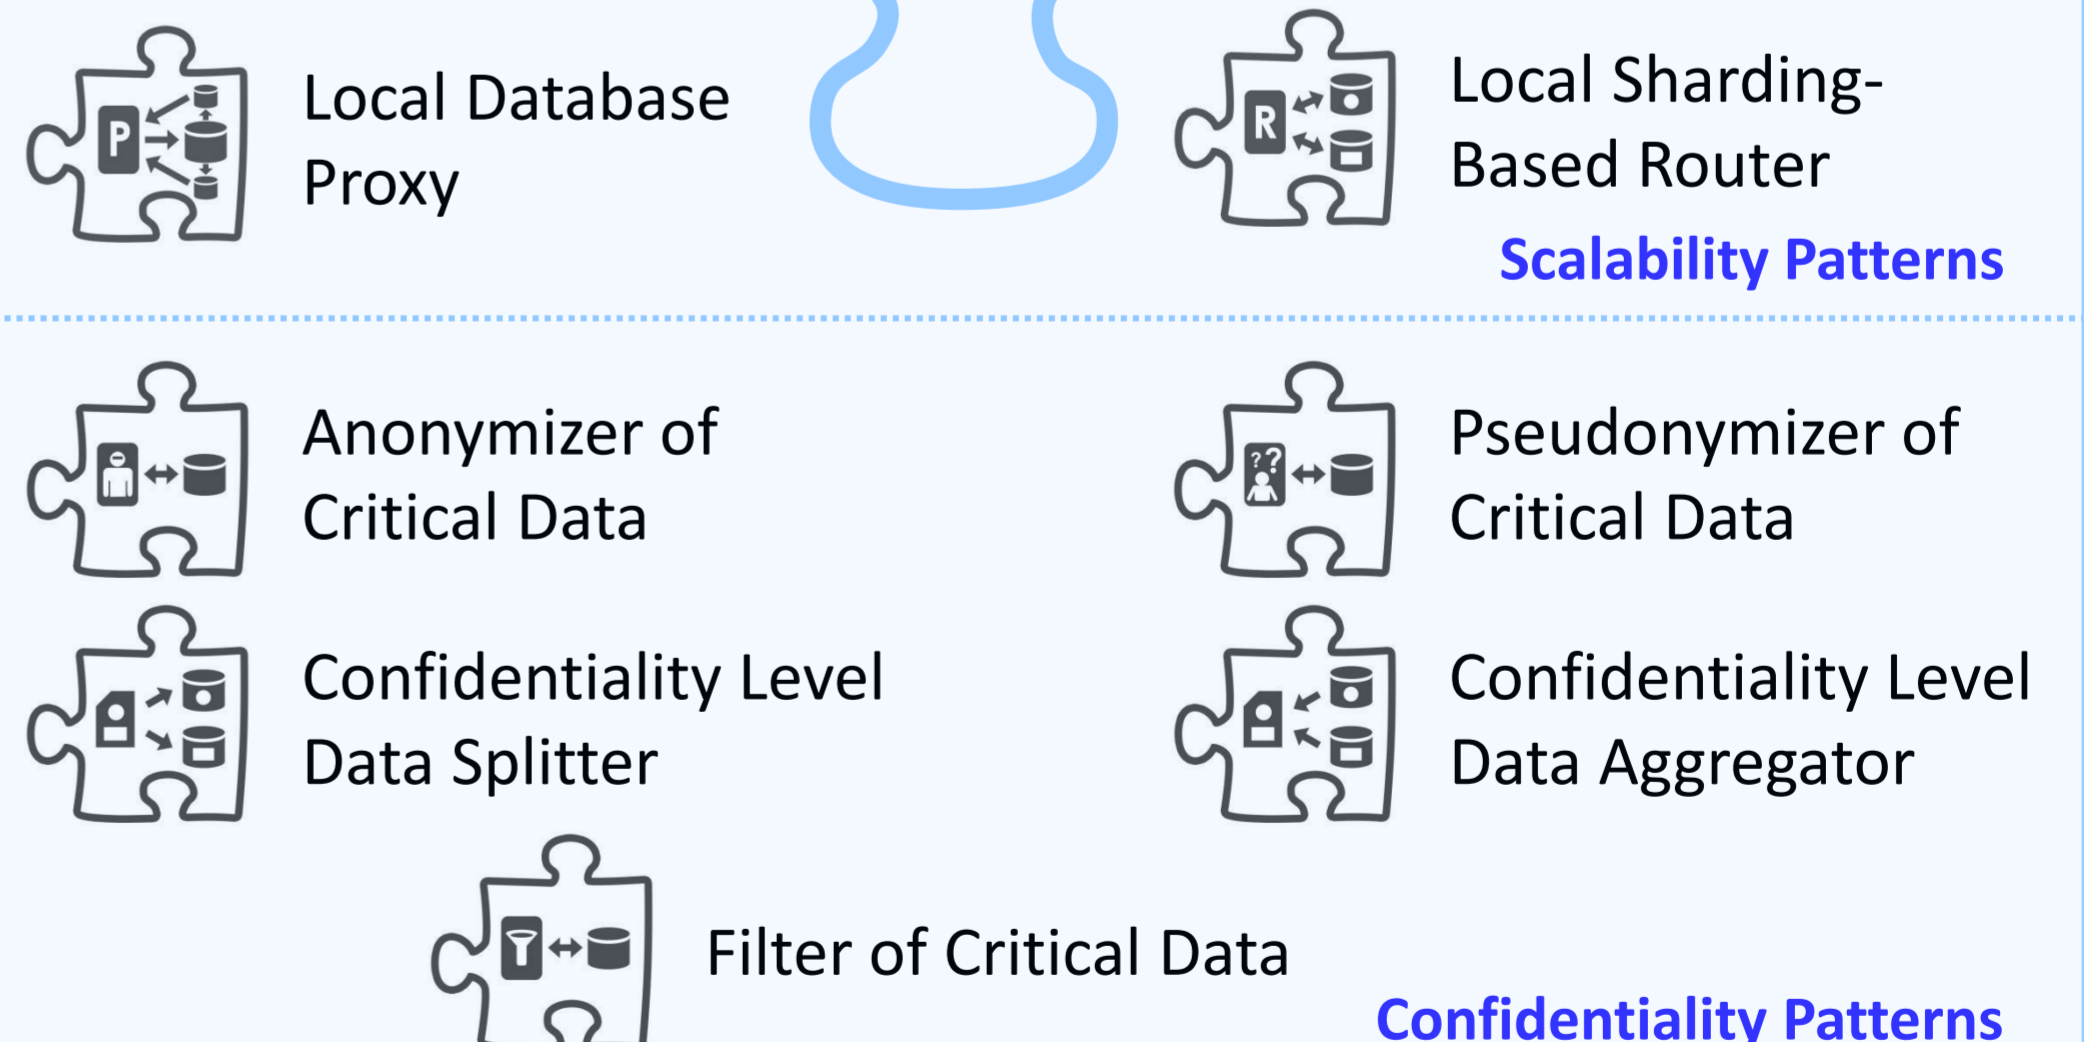 P
Local Database
Proxy
R
Local Sharding-
Based Router
Scalability Patterns
Anonymizer of
Critical Data
??
Pseudonymizer of
Critical Data
Confidentiality Level
Data Splitter
Confidentiality Level
Data Aggregator
Filter of Critical Data
Confidentiality Patterns